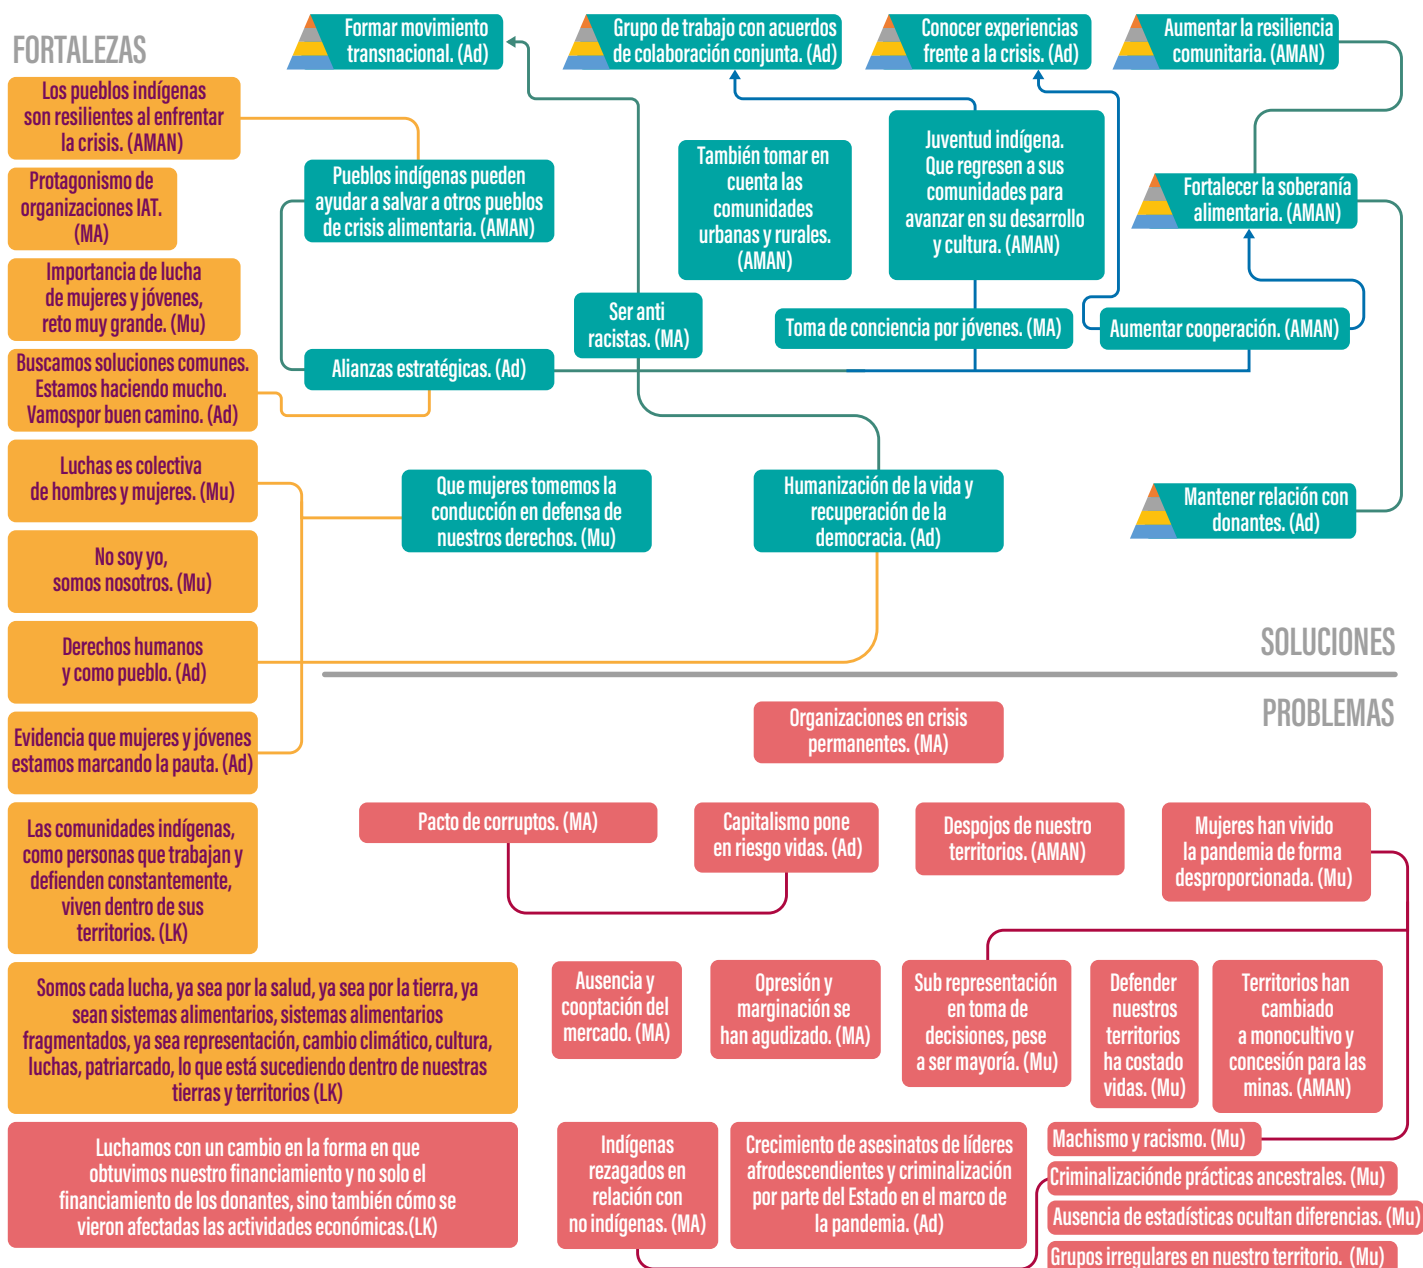 FORTALEZAS
Formar movimiento
transnacional. (Ad)
Grupo de trabajo con acuerdos
de colaboración conjunta. (Ad)
Conocer experiencias
frente a la crisis. (Ad)
Aumentar la resiliencia
comunitaria. (AMAN)
Los pueblos indígenas
son resilientes al enfrentar
la crisis. (AMAN)
Protagonismo de
organizaciones IAT.
(MA)
Importancia de lucha
de mujeres y jóvenes,
reto muy grande. (Mu)
Buscamos soluciones comunes.
Estamos haciendo mucho.
Vamospor buen camino. (Ad)
Luchas es colectiva
de hombres y mujeres. (Mu)
No soy yo,
somos nosotros. (Mu)
Derechos humanos
y como pueblo. (Ad)
Evidencia que mujeres y jóvenes
estamos marcando la pauta. (Ad)
Las comunidades indígenas,
como personas que trabajan y
defienden constantemente,
viven dentro de sus
territorios. (LK)
Somos cada lucha, ya sea por la salud, ya sea por la tierra, ya
sean sistemas alimentarios, sistemas alimentarios
fragmentados, ya sea representación, cambio climático, cultura,
luchas, patriarcado, lo que está sucediendo dentro de nuestras
tierras y territorios (LK)
Pueblos indígenas pueden
ayudar a salvar a otros pueblos
de crisis alimentaria. (AMAN)
También tomar en
cuenta las
comunidades
urbanas y rurales.
(AMAN)
Juventud indígena.
Que regresen a sus
comunidades para
avanzar en su desarrollo
y cultura. (AMAN)
Fortalecer la soberanía
alimentaria. (AMAN)
Ser anti
racistas. (MA)
Toma de conciencia por jóvenes. (MA)
Aumentar cooperación. (AMAN)
Alianzas estratégicas. (Ad)
Que mujeres tomemos la
conducción en defensa de
nuestros derechos. (Mu)
Humanización de la vida y
recuperación de la
democracia. (Ad)
Mantener relación con
donantes. (Ad)
SOLUCIONES
PROBLEMAS
Organizaciones en crisis
permanentes. (MA)
Pacto de corruptos. (MA)
Capitalismo pone
en riesgo vidas. (Ad)
Despojos de nuestro
territorios. (AMAN)
Mujeres han vivido
la pandemia de forma
desproporcionada. (Mu)
Ausencia y
cooptación del
mercado. (MA)
Opresión y
marginación se
han agudizado. (MA)
Sub representación
en toma de
decisiones, pese
a ser mayoría. (Mu)
Defender
nuestros
territorios
ha costado
vidas. (Mu)
Territorios han
cambiado
a monocultivo y
concesión para las
minas. (AMAN)
Luchamos con un cambio en la forma en que
obtuvimos nuestro financiamiento y no solo el
financiamiento de los donantes, sino también cómo se
vieron afectadas las actividades económicas.(LK)
Indígenas
rezagados en
relación con
no indígenas. (MA)
Crecimiento de asesinatos de líderes
afrodescendientes y criminalización
por parte del Estado en el marco de
la pandemia. (Ad)
Machismo y racismo. (Mu)
Criminalizaciónde prácticas ancestrales. (Mu)
Ausencia de estadísticas ocultan diferencias. (Mu)
Grupos irregulares en nuestro territorio. (Mu)